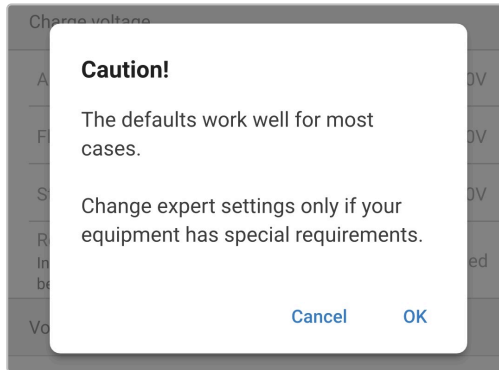 Charge voltage
Caution!
The defaults work well for most
cases.
Change expert settings only if your
equipment has special requirements.
Cancel
OK